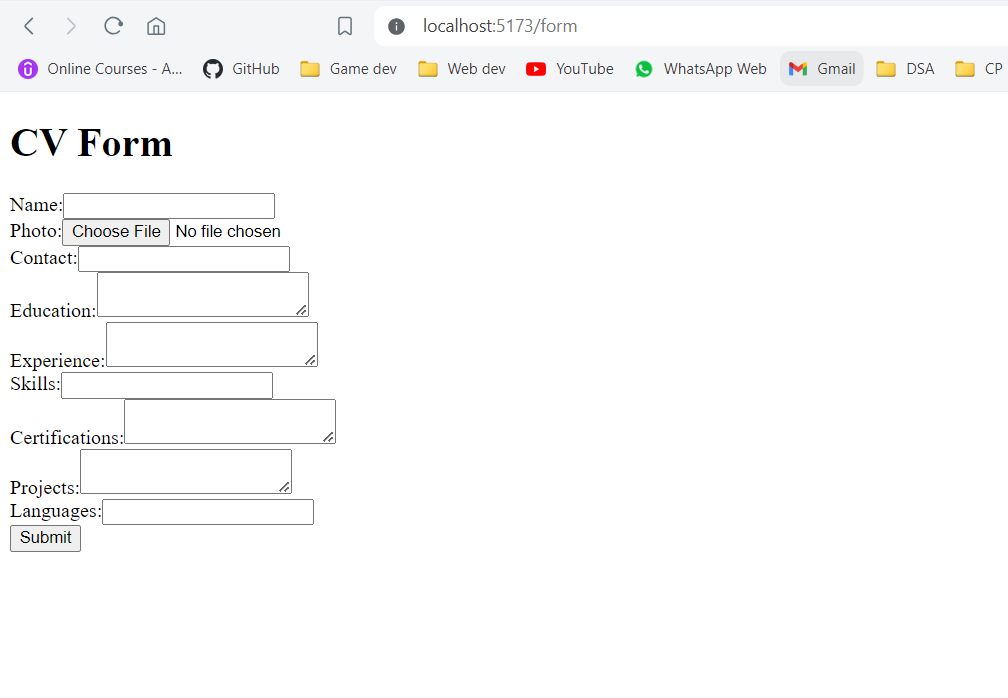 localhost:5173/form
Online Courses - A... GitHub Game dev Web dev YouTube WhatsApp Web Gmail DSA CP
CV Form
Name:
Photo: Choose File No file chosen
Contact:
Education:
Experience:
Skills:
Certifications:
Projects:
Languages:
Submit